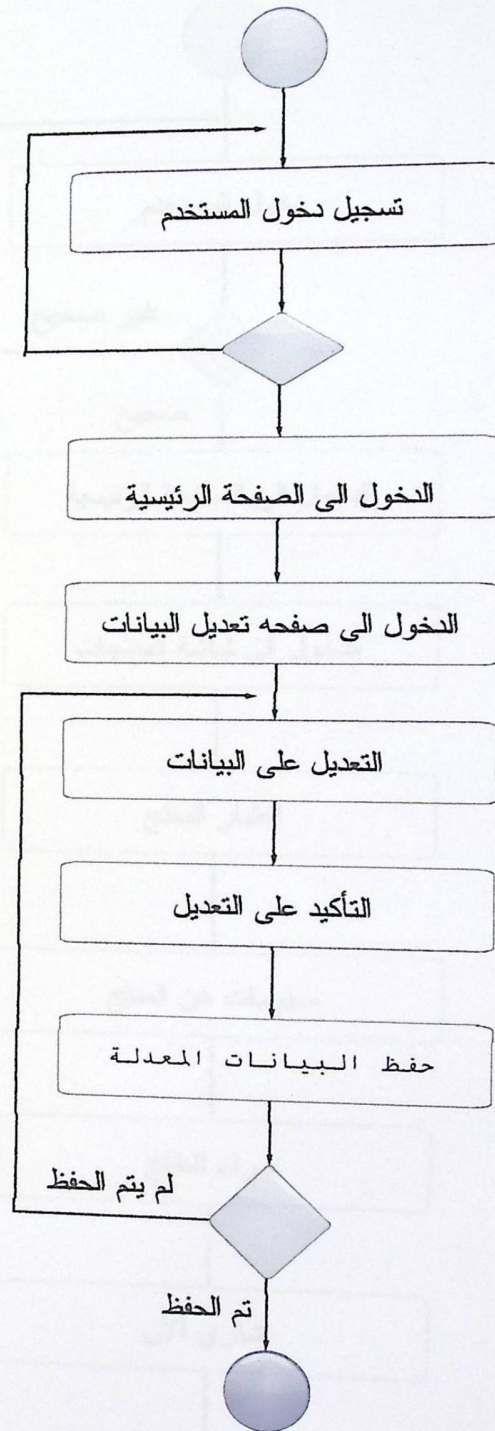 تسجيل دخول المستخدم
الدخول الى الصفحة الرئيسية
الدخول الى صفحه تعديل البيانات
التعديل على البيانات
التأكيد على التعديل
حفظ البيانات المعدلة
لم يتم الحفظ
تم الحفظ